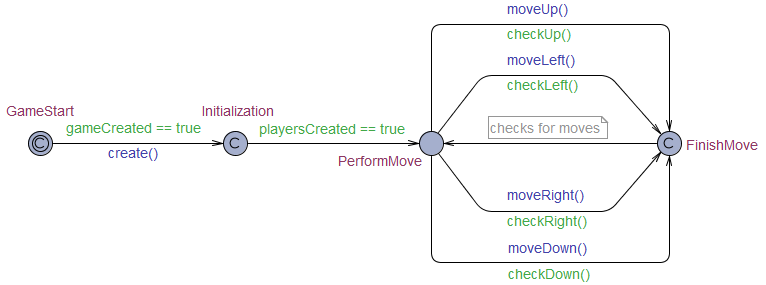 moveUp()
checkUp()
moveLeft()
checkLeft()
GameStart
Initialization
gameCreated == true
playersCreated == true
checks for moves
C
C
C
FinishMove
create()
PerformMove
moveRight()
checkRight()
moveDown()
checkDown()